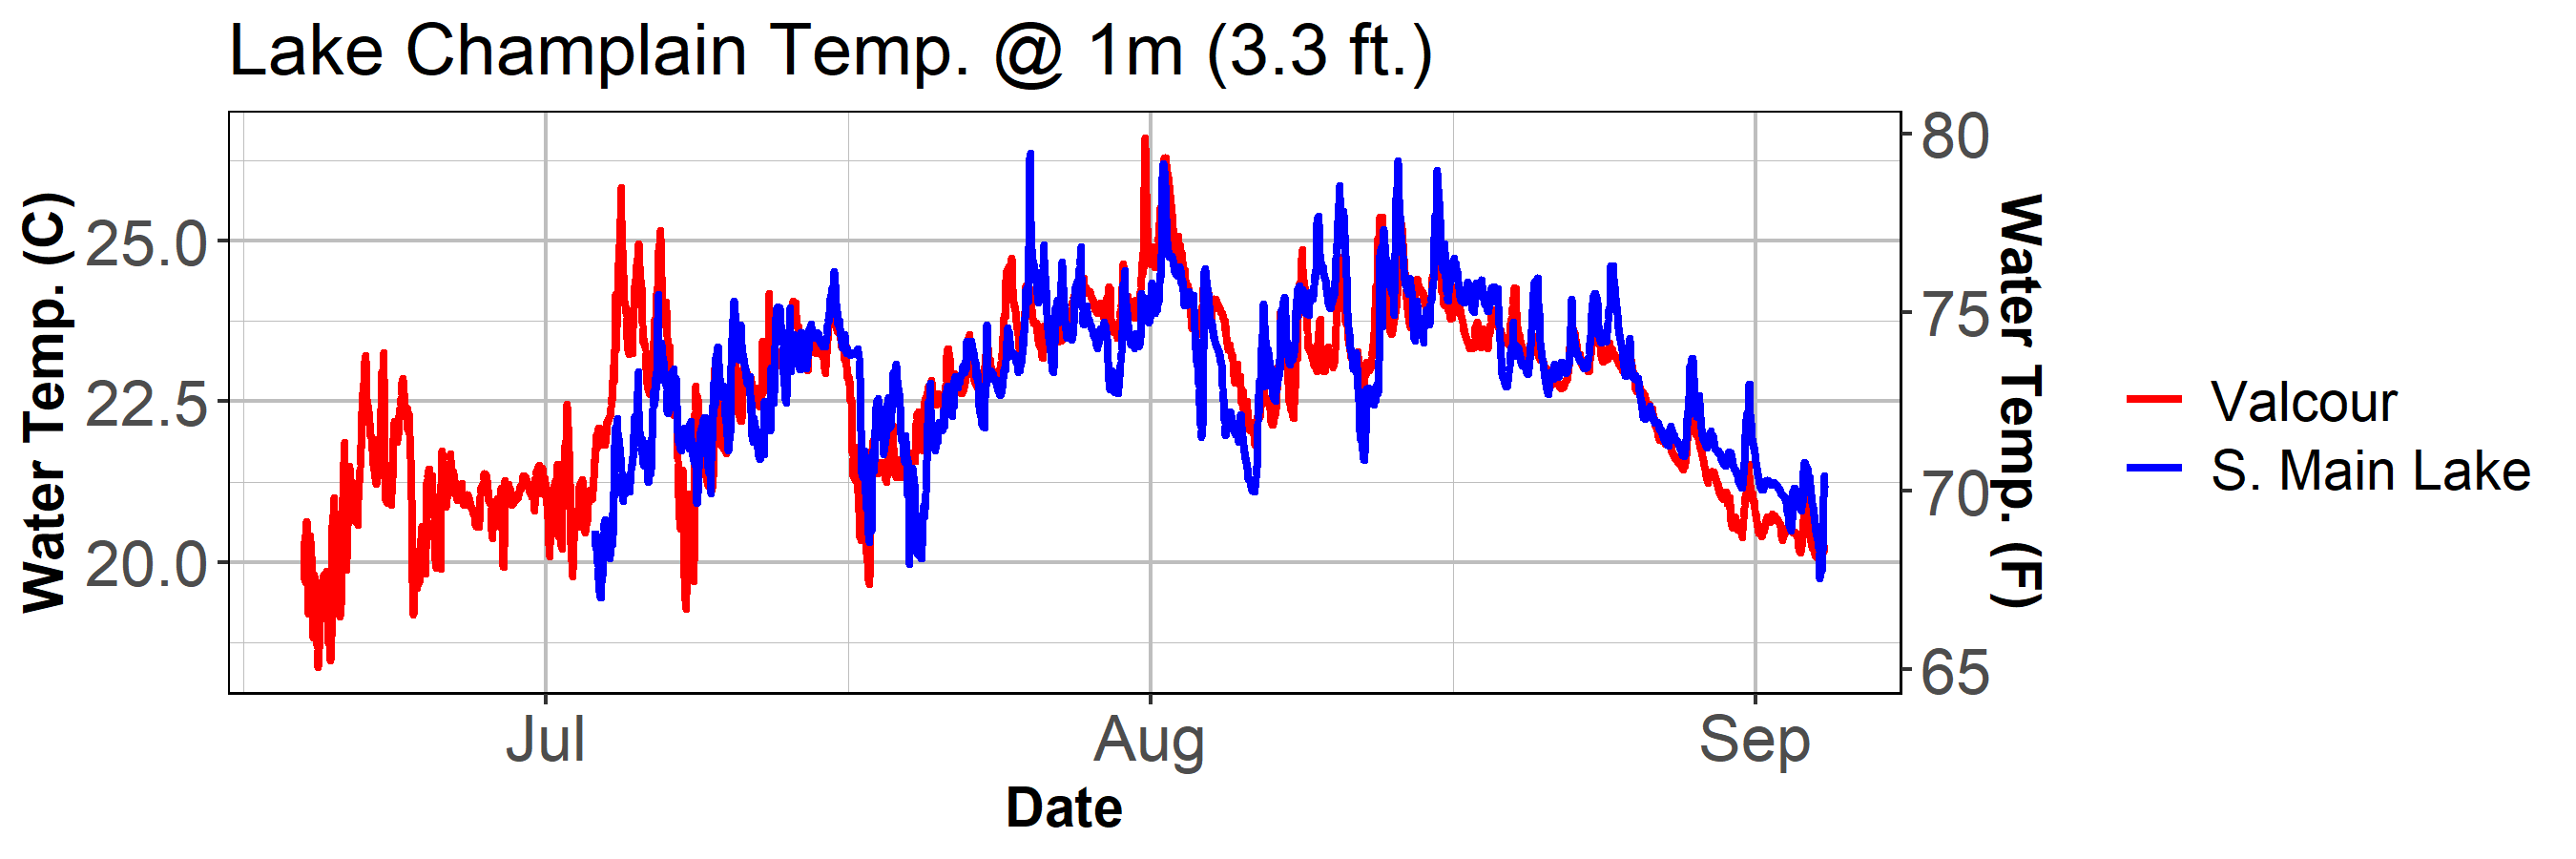 Lake Champlain Temp. @ 1m (3.3 ft.)
Water Temp. (C)
25.0
22.5
20.0
80
75
70
65
Water Temp. (F)
Jul
Aug
Sep
Date
Valcour
S. Main Lake